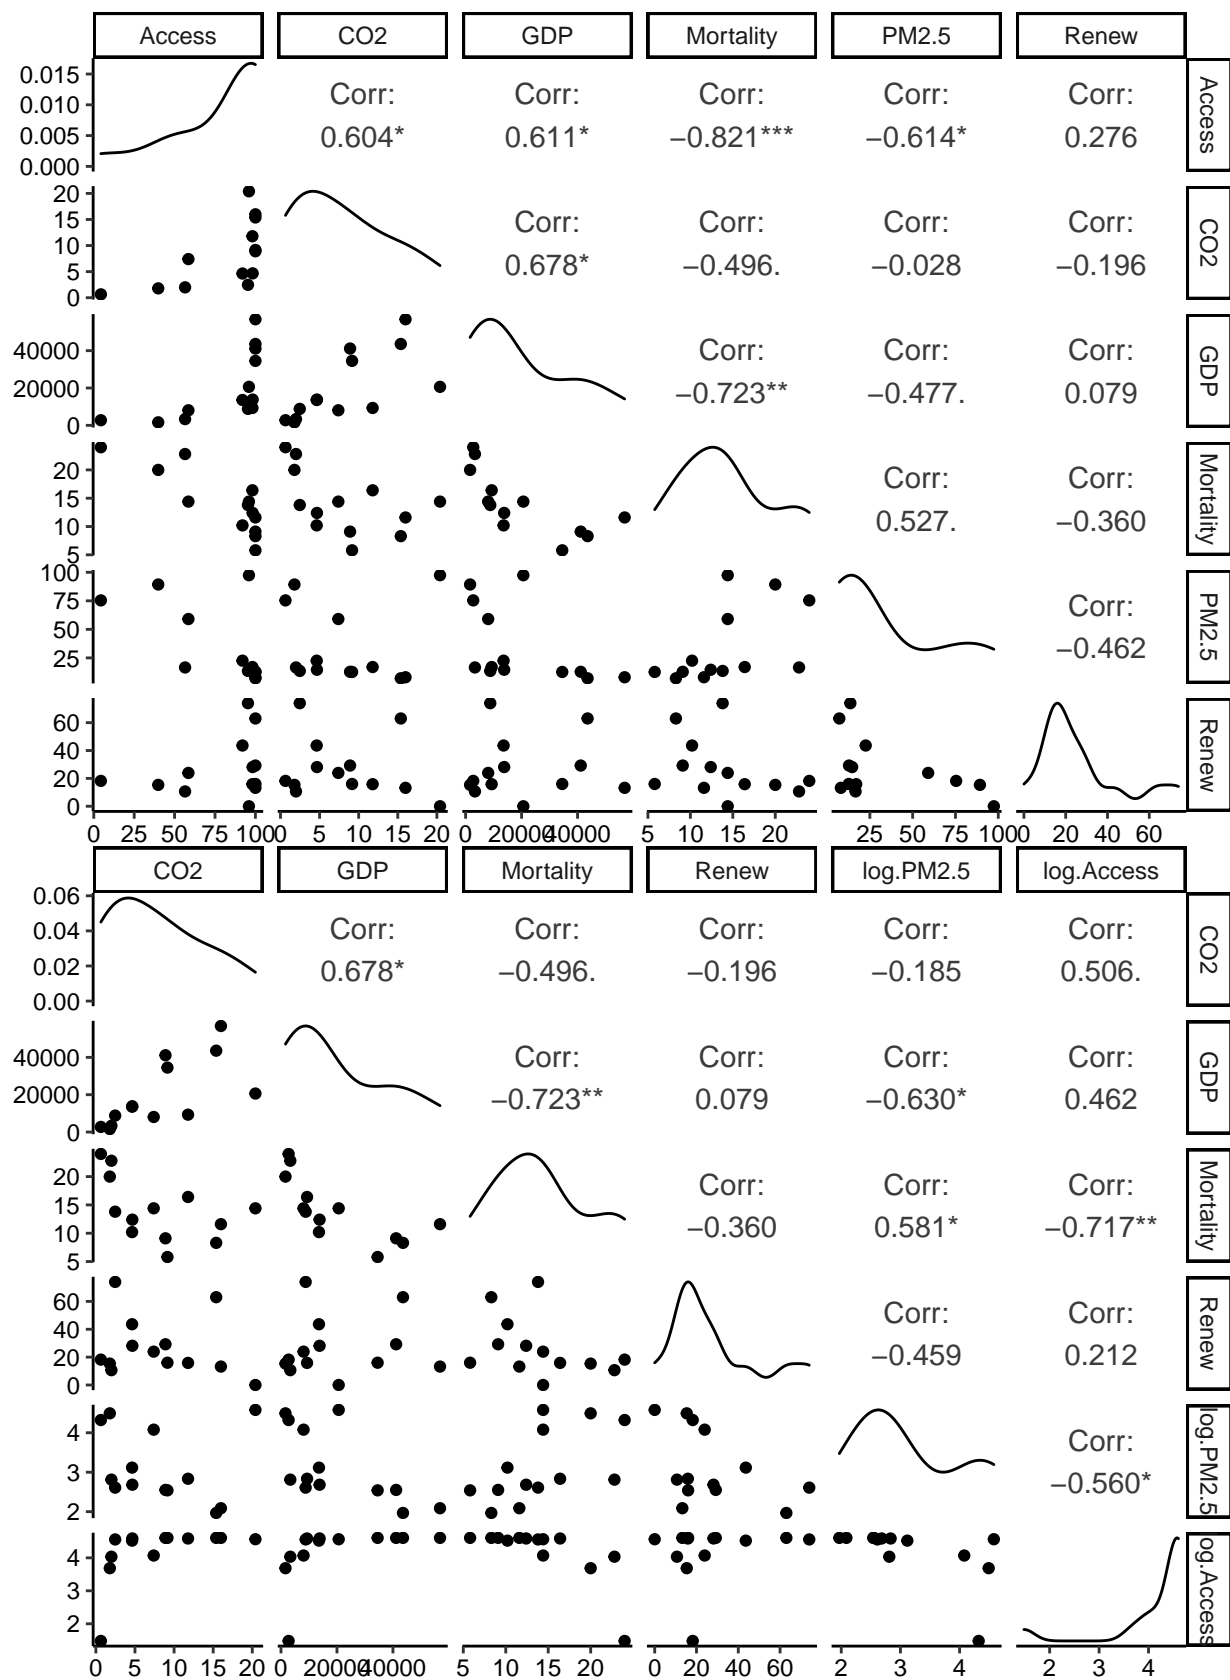 Access CO2 GDP Mortality PM2.5 Renew
0.015
0.010
0.005
0.000
Corr: Corr: Corr: Corr: Corr:
0.604* 0.611* −0.821*** −0.614* 0.276
Access
20
15
10
5
0
Corr: Corr: Corr: Corr:
0.678* −0.496. −0.028 −0.196
CO2
40000
20000
0
Corr: Corr: Corr:
−0.723** −0.477. 0.079
GDP
20
15
10
5
Corr: Corr:
0.527. −0.360
Mortality
100
75
50
25
Corr:
−0.462
PM2.5
60
40
20
0
Renew
0 25 50 75 100 0 5 10 15 20 0 20000 40000 5 10 15 20 25 50 75 100 0 20 40 60
CO2 GDP Mortality Renew log.PM2.5 log.Access
0.06
0.04
0.02
0.00
Corr: Corr: Corr: Corr: Corr:
0.678* −0.496. −0.196 −0.185 0.506.
CO2
40000
20000
0
Corr: Corr: Corr: Corr:
−0.723** 0.079 −0.630* 0.462
GDP
20
15
10
5
Corr: Corr: Corr:
−0.360 0.581* −0.717**
Mortality
60
40
20
0
Corr: Corr:
−0.459 0.212
Renew
4
3
2
Corr:
−0.560*
log.PM2.5
4
3
2
og.Access
0 5 10 15 20 0 20000 40000 5 10 15 20 0 20 40 60 2 3 4 2 3 4